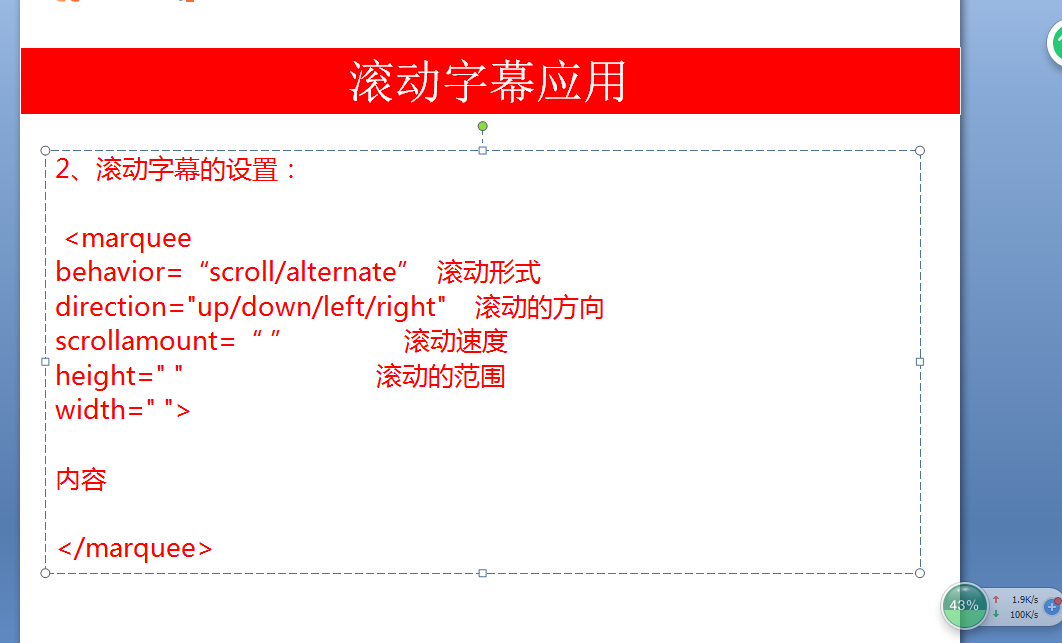 滚动字幕应用
2、滚动字幕的设置：
<marquee
behavior=“scroll/alternate” 滚动形式
direction="up/down/left/right" 滚动的方向
scrollamount=“ ” 滚动速度
height=" " 滚动的范围
width=" ">
内容
</marquee>
43%
1.9K/s
100K/s